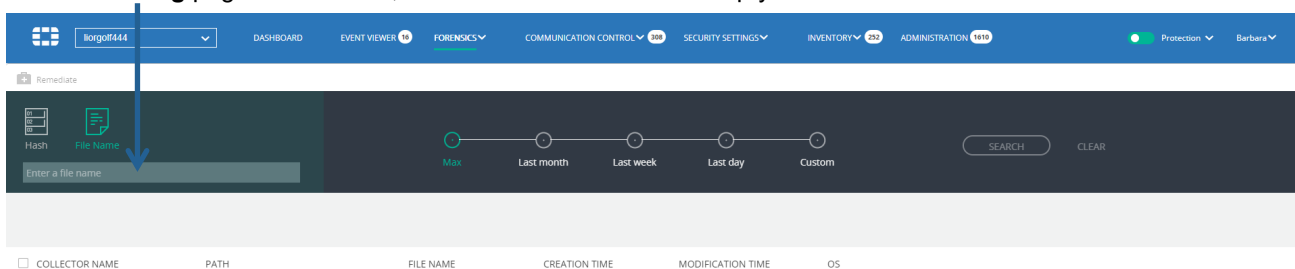 liorgolf444 DASHBOARD EVENT VIEWER 16 FORENSICS COMMUNICATION CONTROL 308 SECURITY SETTINGS INVENTORY 252 ADMINISTRATION 1610 Protection Barbara
Remediate
Hash File Name
Max Last month Last week Last day Custom
SEARCH CLEAR
Enter a file name
COLLECTOR NAME PATH FILE NAME CREATION TIME MODIFICATION TIME OS